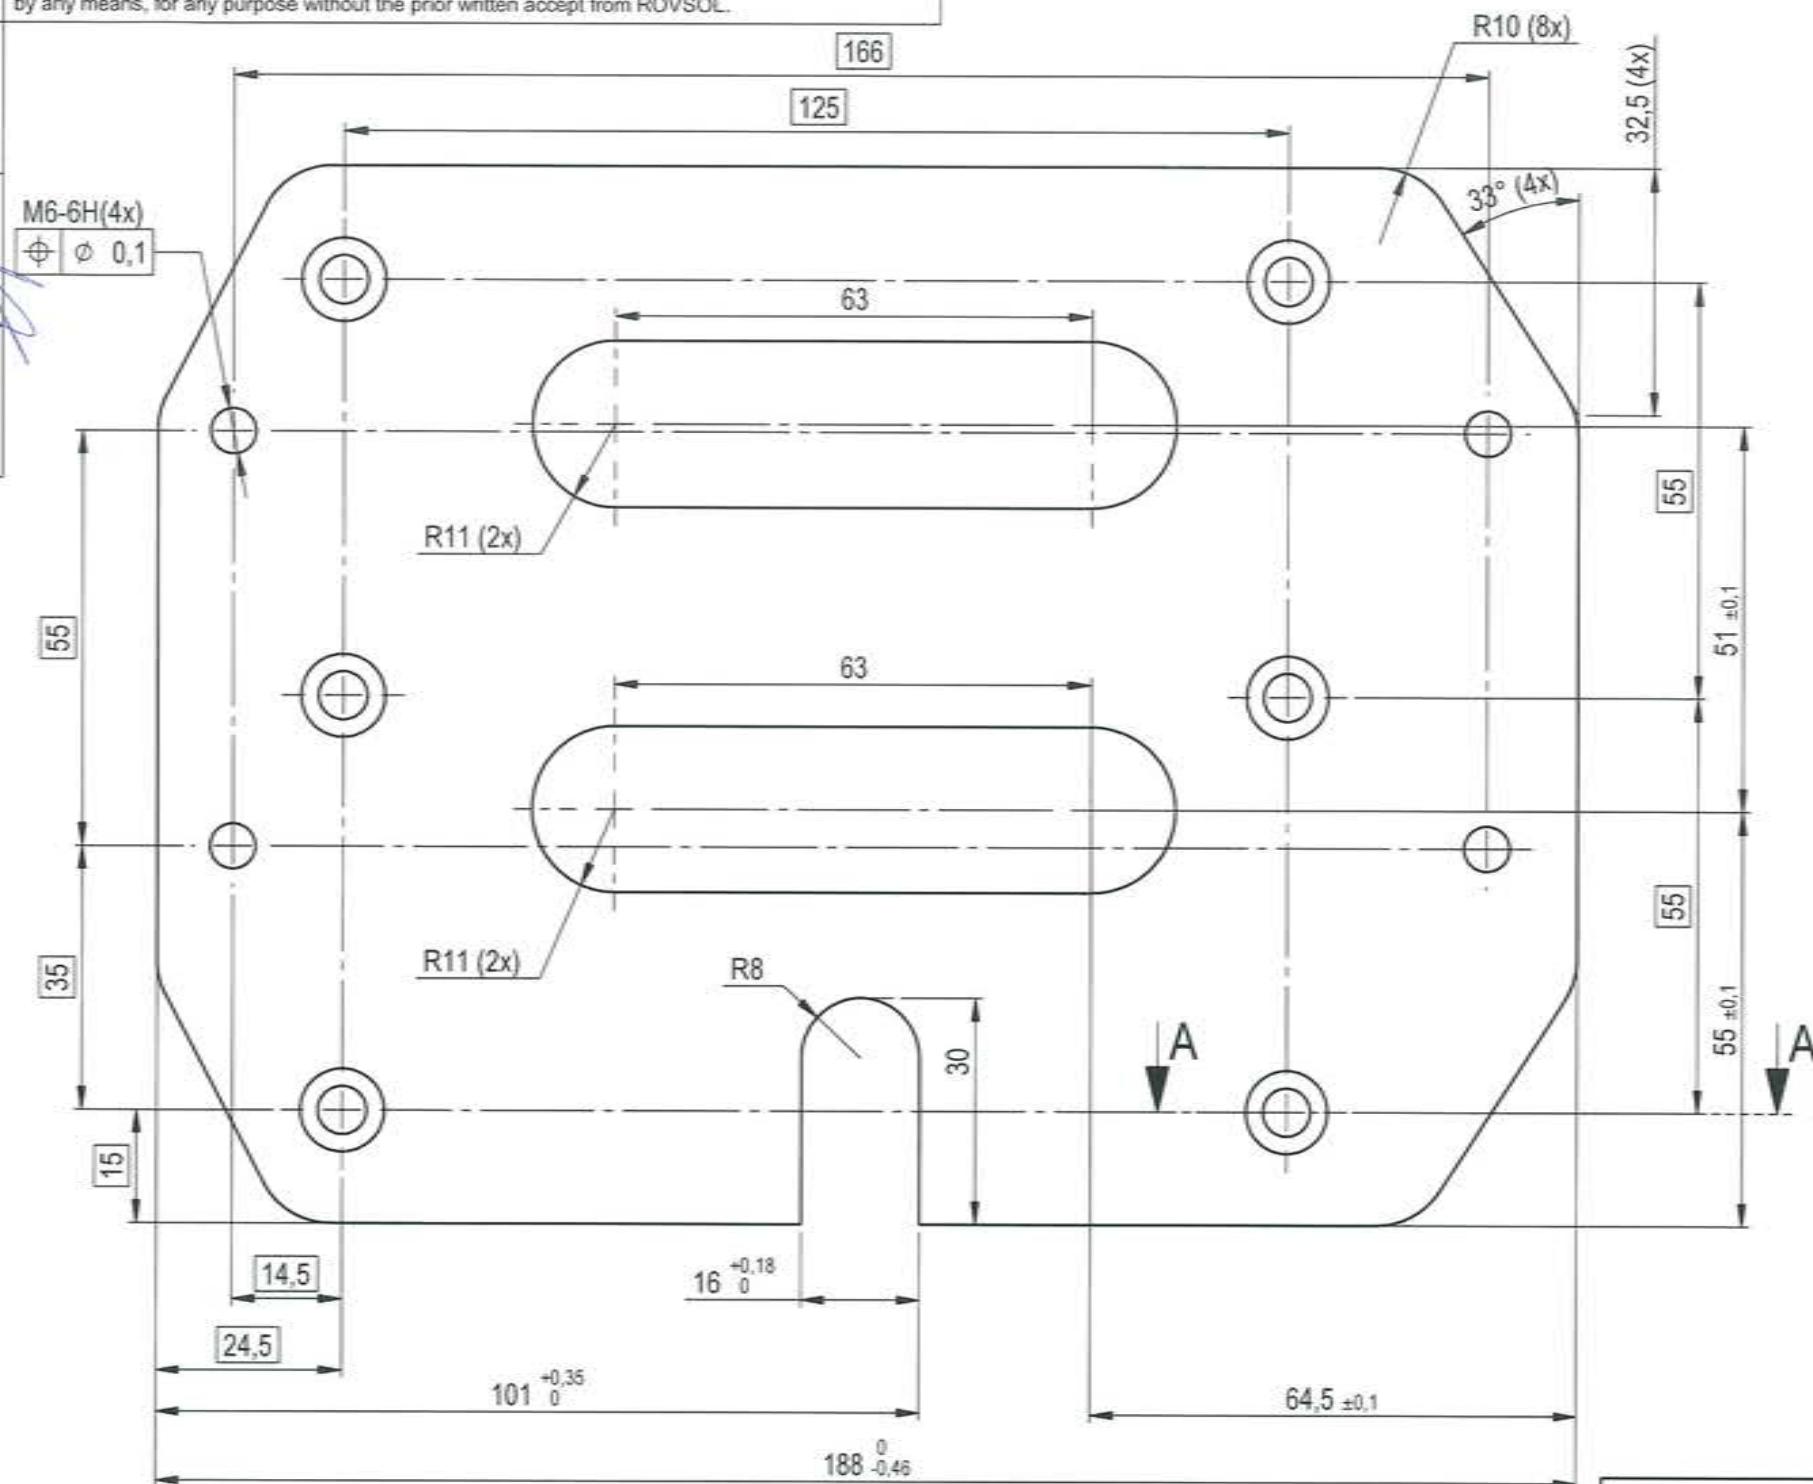 by any means, for any purpose without the prior written accept from ROVSOL.
166
R10 (8x)
125
32,5 (4x)
33° (4x)
M6-6H(4x)
⌖ ⌀ 0,1
63
R11 (2x)
55
51 ±0,1
55
63
R11 (2x)
R8
35
30
55
55 ±0,1
A
A
15
14,5
16 +0,18 0
24,5
101 +0,35 0
64,5 ±0,1
188 0 -0,46